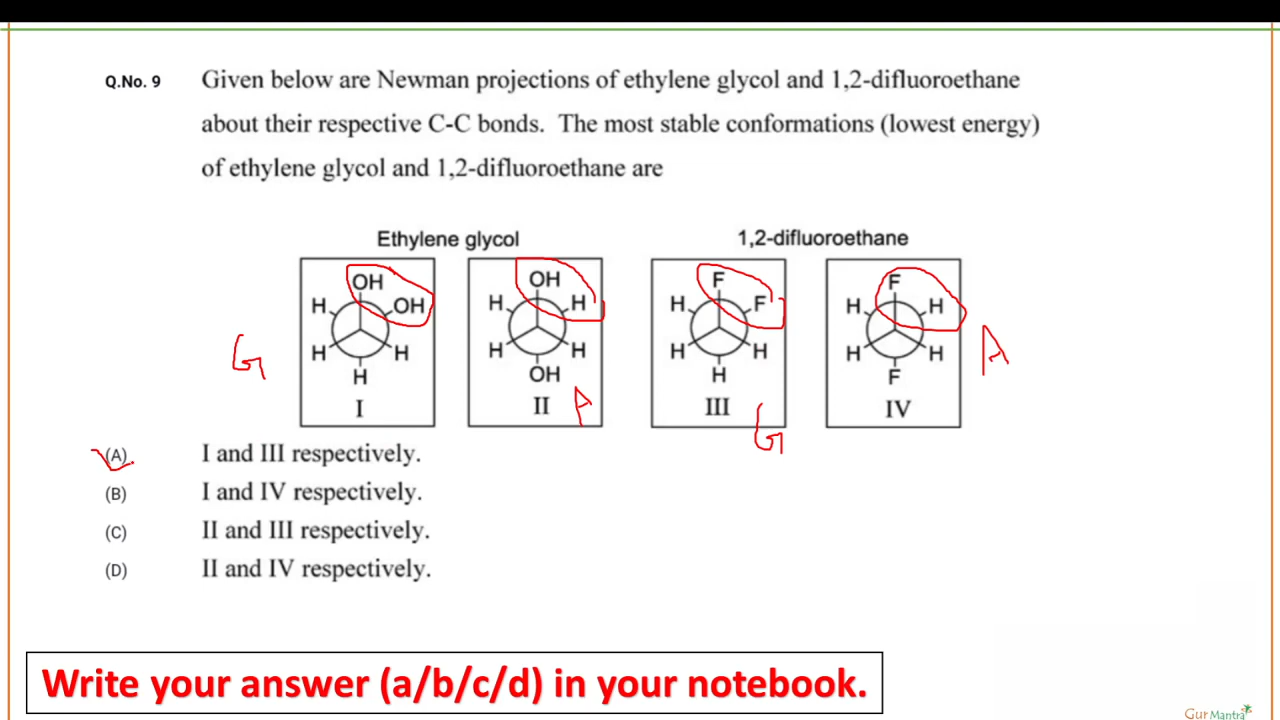 Q.No. 9 Given below are Newman projections of ethylene glycol and 1,2-difluoroethane
about their respective C-C bonds. The most stable conformations (lowest energy)
of ethylene glycol and 1,2-difluoroethane are
Ethylene glycol 1,2-difluoroethane
OH OH F F
H OH H H H F H H
H H H H H H H H
H OH H F
I II III IV
G A G A
(A) I and III respectively.
(B) I and IV respectively.
(C) II and III respectively.
(D) II and IV respectively.
Write your answer (a/b/c/d) in your notebook.
GurMantra